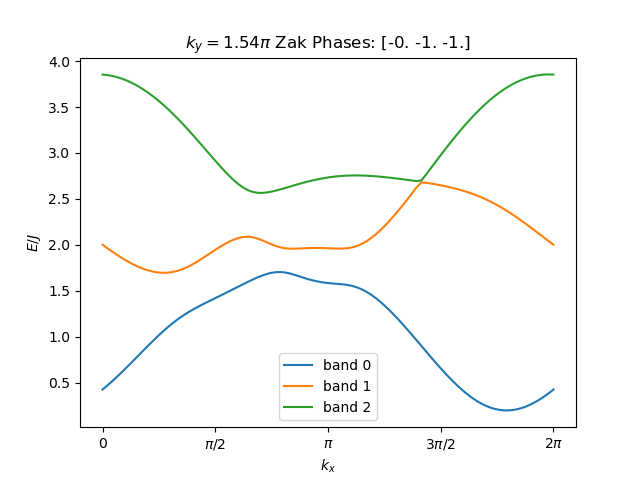 k_y = 1.54π Zak Phases: [-0. -1. -1.]
4.0
3.5
3.0
2.5
2.0
1.5
1.0
0.5
E/J
band 0
band 1
band 2
0 π/2 π 3π/2 2π
k_x